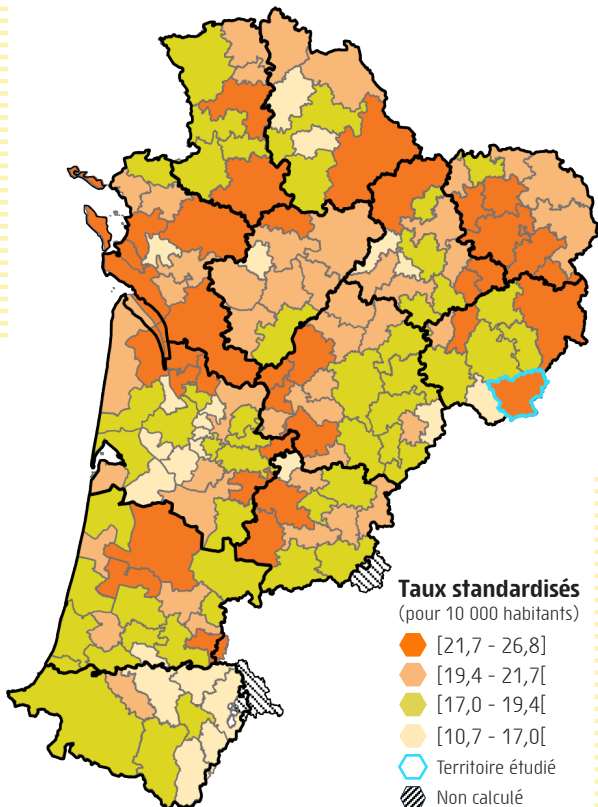 Taux standardisés
(pour 10 000 habitants)
[21,7 - 26,8]
[19,4 - 21,7[
[17,0 - 19,4[
[10,7 - 17,0[
Territoire étudié
Non calculé